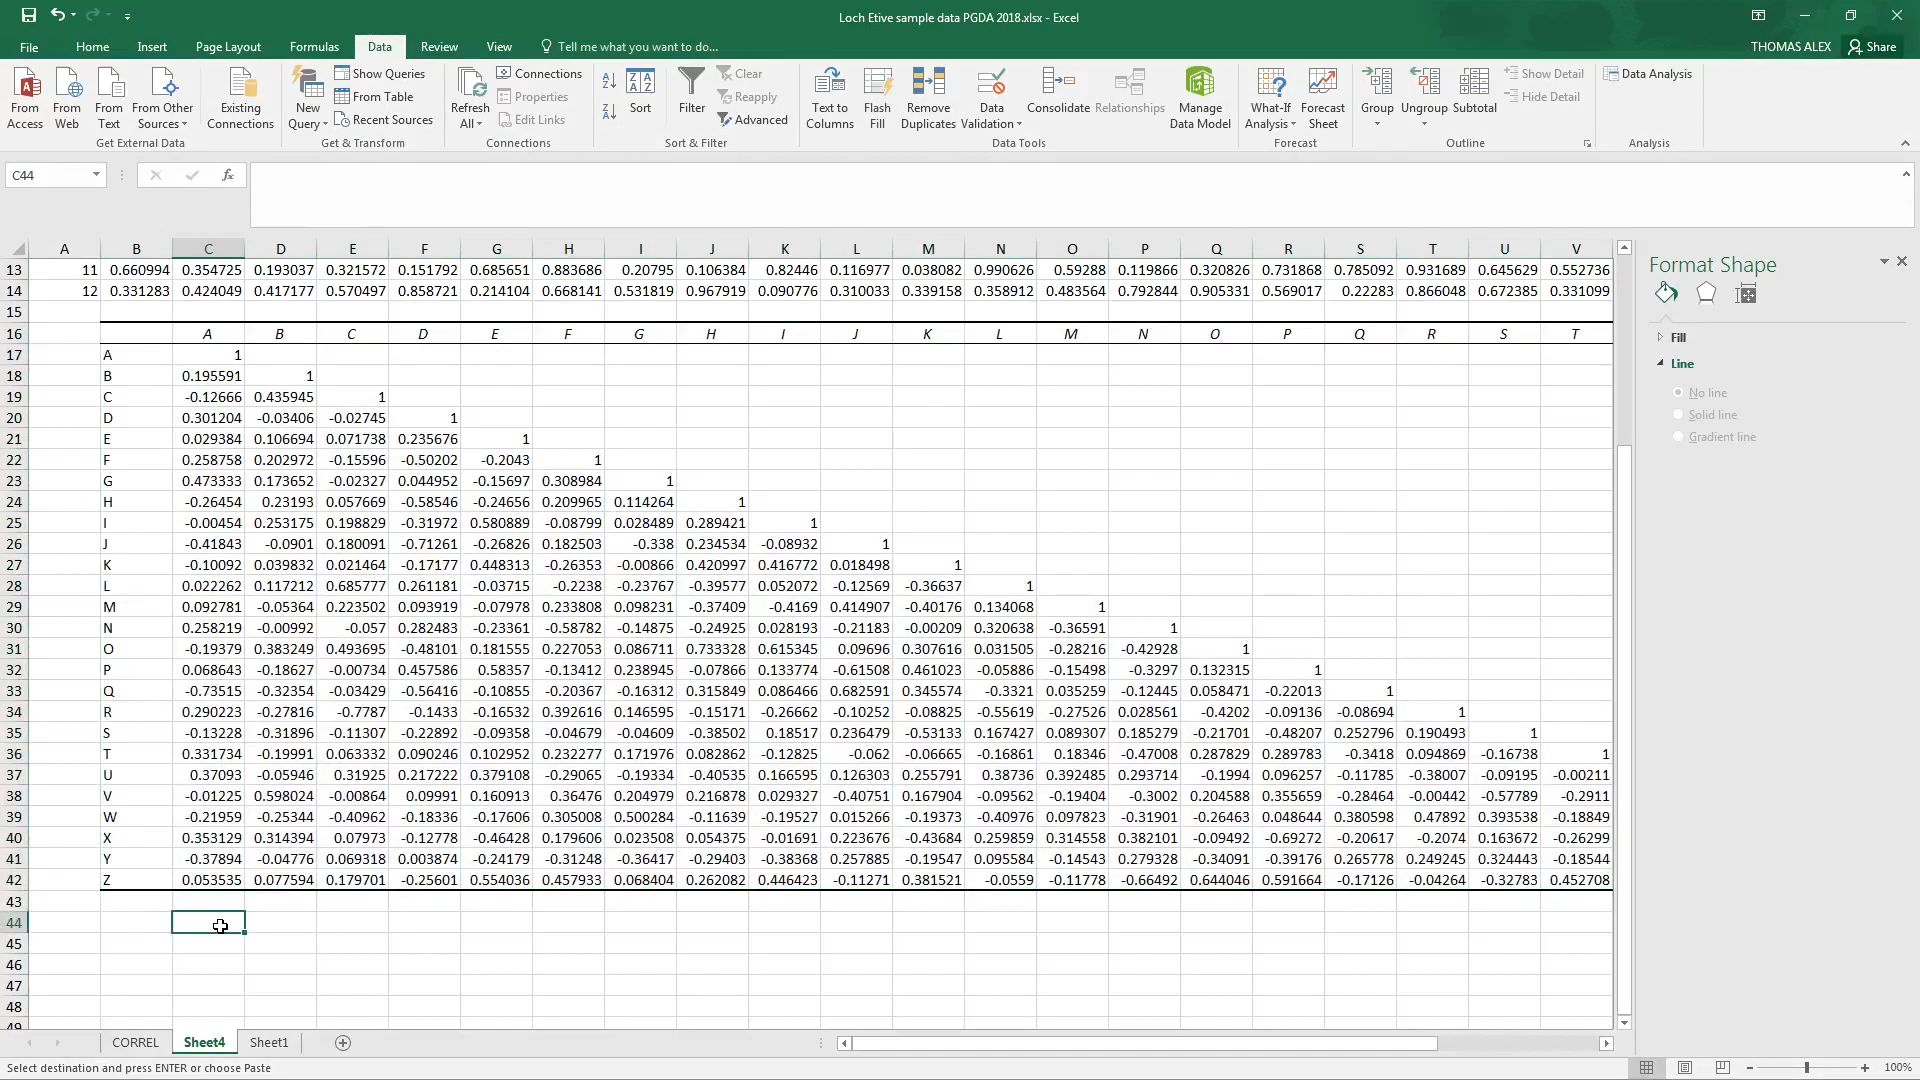 Loch Etive sample data PGDA 2018.xlsx - Excel
File Home Insert Page Layout Formulas Data Review View Tell me what you want to do... THOMAS ALEX Share
From Access From Web From Text From Other Sources Existing Connections New Query Show Queries From Table Recent Sources Refresh All Connections Properties Edit Links Sort Filter Clear Reapply Advanced Text to Columns Flash Fill Remove Duplicates Data Validation Consolidate Relationships Manage Data Model What-If Analysis Forecast Sheet Group Ungroup Subtotal Show Detail Hide Detail Data Analysis
Get External Data Get & Transform Connections Sort & Filter Data Tools Forecast Outline Analysis
C44 fx
A B C D E F G H I J K L M N O P Q R S T U V
13 11 0.660994 0.354725 0.193037 0.321572 0.151792 0.685651 0.883686 0.20795 0.106384 0.82446 0.116977 0.038082 0.990626 0.59288 0.119866 0.320826 0.731868 0.785092 0.931689 0.645629 0.552736
14 12 0.331283 0.424049 0.417177 0.570497 0.858721 0.214104 0.668141 0.531819 0.967919 0.090776 0.310033 0.339158 0.358912 0.483564 0.792844 0.905331 0.569017 0.22283 0.866048 0.672385 0.331099
15
16 A B C D E F G H I J K L M N O P Q R S T
17 A 1
18 B 0.195591 1
19 C -0.12666 0.435945 1
20 D 0.301204 -0.03406 -0.02745 1
21 E 0.029384 0.106694 0.071738 0.235676 1
22 F 0.258758 0.202972 -0.15596 -0.50202 -0.2043 1
23 G 0.473333 0.173652 -0.02327 0.044952 -0.15697 0.308984 1
24 H -0.26454 0.23193 0.057669 -0.58546 -0.24656 0.209965 0.114264 1
25 I -0.00454 0.253175 0.198829 -0.31972 0.580889 -0.08799 0.028489 0.289421 1
26 J -0.41843 -0.0901 0.180091 -0.71261 -0.26826 0.182503 -0.338 0.234534 -0.08932 1
27 K -0.10092 0.039832 0.021464 -0.17177 0.448313 -0.26353 -0.00866 0.420997 0.416772 0.018498 1
28 L 0.022262 0.117212 0.685777 0.261181 -0.03715 -0.2238 -0.23767 -0.39577 0.052072 -0.12569 -0.36637 1
29 M 0.092781 -0.05364 0.223502 0.093919 -0.07978 0.233808 0.098231 -0.37409 -0.4169 0.414907 -0.40176 0.134068 1
30 N 0.258219 -0.00992 -0.057 0.282483 -0.23361 -0.58782 -0.14875 -0.24925 0.028193 -0.21183 -0.00209 0.320638 -0.36591 1
31 O -0.19379 0.383249 0.493695 -0.48101 0.181555 0.227053 0.086711 0.733328 0.615345 0.09696 0.307616 0.031505 -0.28216 -0.42928 1
32 P 0.068643 -0.18627 -0.00734 0.457586 0.58357 -0.13412 0.238945 -0.07866 0.133774 -0.61508 0.461023 -0.05886 -0.15498 -0.3297 0.132315 1
33 Q -0.73515 -0.32354 -0.03429 -0.56416 -0.10855 -0.20367 -0.16312 0.315849 0.086466 0.682591 0.345574 -0.3321 0.035259 -0.12445 0.058471 -0.22013 1
34 R 0.290223 -0.27816 -0.7787 -0.1433 -0.16532 0.392616 0.146595 -0.15171 -0.26662 -0.10252 -0.08825 -0.55619 -0.27526 0.028561 -0.4202 -0.09136 -0.08694 1
35 S -0.13228 -0.31896 -0.11307 -0.22892 -0.09358 -0.04679 -0.04609 -0.38502 0.18517 0.236479 -0.53133 0.167427 0.089307 0.185279 -0.21701 -0.48207 0.252796 0.190493 1
36 T 0.331734 -0.19991 0.063332 0.090246 0.102952 0.232277 0.171976 0.082862 -0.12825 -0.062 -0.06665 -0.16861 0.18346 -0.47008 0.287829 0.289783 -0.3418 0.094869 -0.16738 1
37 U 0.37093 -0.05946 0.31925 0.217222 0.379108 -0.29065 -0.19334 -0.40535 0.166595 0.126303 0.255791 0.38736 0.392485 0.293714 -0.1994 0.096257 -0.11785 -0.38007 -0.09195 -0.00211
38 V -0.01225 0.598024 -0.00864 0.09991 0.160913 0.36476 0.204979 0.216878 0.029327 -0.40751 0.167904 -0.09562 -0.19404 -0.3002 0.204588 0.355659 -0.28464 -0.00442 -0.57789 -0.2911
39 W -0.21959 -0.25344 -0.40962 -0.18336 -0.17606 0.305008 0.500284 -0.11639 -0.19527 0.015266 -0.19373 -0.40976 0.097823 -0.31901 -0.26463 0.048644 0.380598 0.47892 0.393538 -0.18849
40 X 0.353129 0.314394 0.07973 -0.12778 -0.46428 0.179606 0.023508 0.054375 -0.01691 0.223676 -0.43684 0.259859 0.314558 0.382101 -0.09492 -0.69272 -0.20617 -0.2074 0.163672 -0.26299
41 Y -0.37894 -0.04776 0.069318 0.003874 -0.24179 -0.31248 -0.36417 -0.29403 -0.38368 0.257885 -0.19547 0.095584 -0.14543 0.279328 -0.34091 -0.39176 0.265778 0.249245 0.324443 -0.18544
42 Z 0.053535 0.077594 0.179701 -0.25601 0.554036 0.457933 0.068404 0.262082 0.446423 -0.11271 0.381521 -0.0559 -0.11778 -0.66492 0.644046 0.591664 -0.17126 -0.04264 -0.32783 0.452708
43
44
45
46
47
48
49
Format Shape
Fill
Line
No line
Solid line
Gradient line
CORREL Sheet4 Sheet1
Select destination and press ENTER or choose Paste 100%